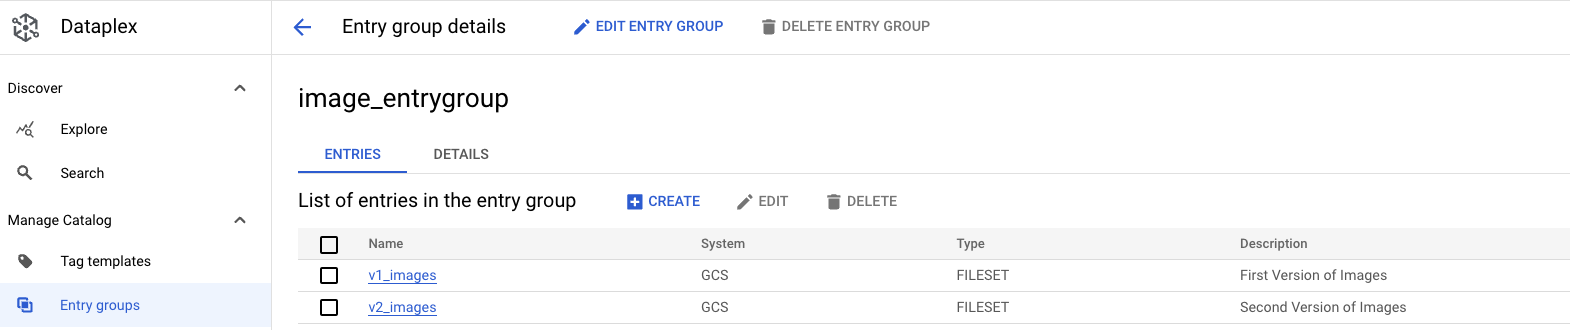 Dataplex
Entry group details
EDIT ENTRY GROUP
DELETE ENTRY GROUP
Discover
Explore
Search
Manage Catalog
Tag templates
Entry groups
image_entrygroup
ENTRIES
DETAILS
List of entries in the entry group
CREATE
EDIT
DELETE
Name System Type Description
v1_images GCS FILESET First Version of Images
v2_images GCS FILESET Second Version of Images